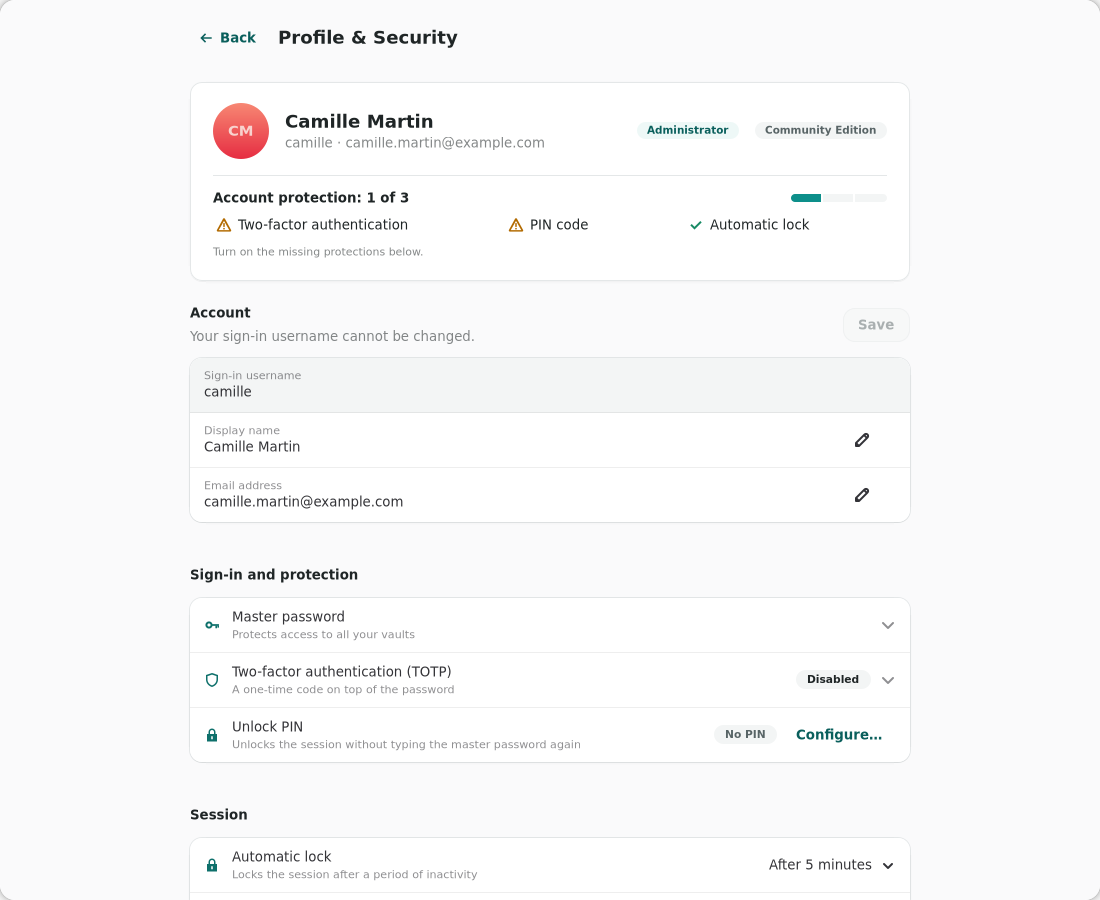 Back
Profile & Security
CM
Camille Martin
camille · camille.martin@example.com
Administrator
Community Edition
Account protection: 1 of 3
Two-factor authentication
PIN code
Automatic lock
Turn on the missing protections below.
Account
Your sign-in username cannot be changed.
Save
Sign-in username
camille
Display name
Camille Martin
Email address
camille.martin@example.com
Sign-in and protection
Master password
Protects access to all your vaults
Two-factor authentication (TOTP)
A one-time code on top of the password
Disabled
Unlock PIN
Unlocks the session without typing the master password again
No PIN
Configure...
Session
Automatic lock
Locks the session after a period of inactivity
After 5 minutes